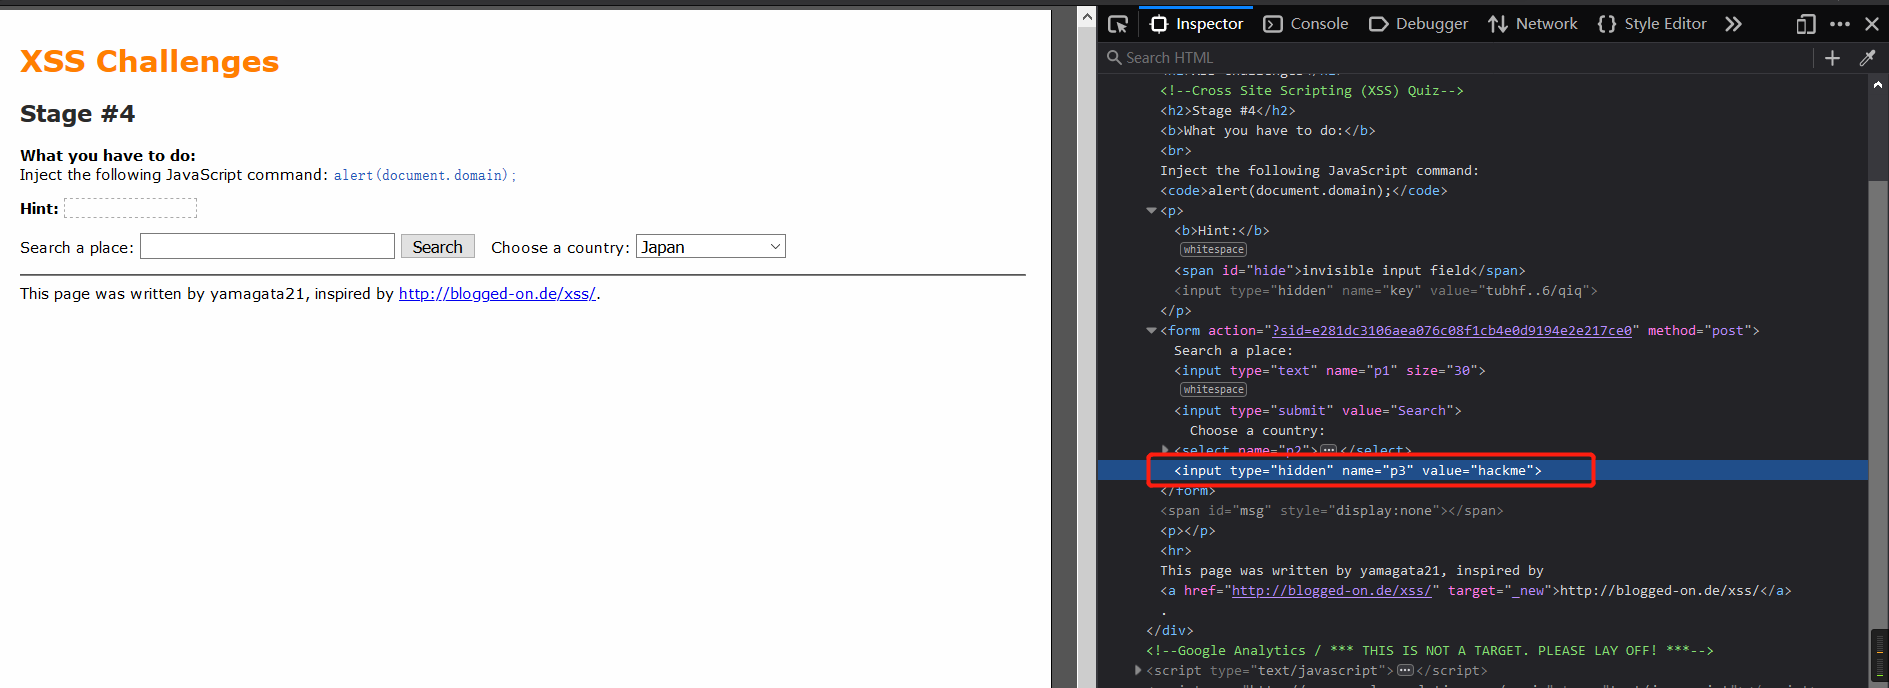 XSS Challenges
Stage #4
What you have to do:
Inject the following JavaScript command: alert(document.domain);
Hint:
Search a place: Search Choose a country: Japan
This page was written by yamagata21, inspired by http://blogged-on.de/xss/.
Inspector Console Debugger Network Style Editor
Search HTML
<!--Cross Site Scripting (XSS) Quiz-->
<h2>Stage #4</h2>
<b>What you have to do:</b>
<br>
Inject the following JavaScript command:
<code>alert(document.domain);</code>
<p>
<b>Hint:</b>
whitespace
<span id="hide">invisible input field</span>
<input type="hidden" name="key" value="tubhf..6/qiq">
</p>
<form action="?sid=e281dc3106aea076c08f1cb4e0d9194e2e217ce0" method="post">
Search a place:
<input type="text" name="p1" size="30">
whitespace
<input type="submit" value="Search">
Choose a country:
<select name="p2"></select>
<input type="hidden" name="p3" value="hackme">
</form>
<span id="msg" style="display:none"></span>
<p></p>
<hr>
This page was written by yamagata21, inspired by
<a href="http://blogged-on.de/xss/" target="_new">http://blogged-on.de/xss/</a>
.
</div>
<!--Google Analytics / *** THIS IS NOT A TARGET. PLEASE LAY OFF! ***-->
<script type="text/javascript"></script>